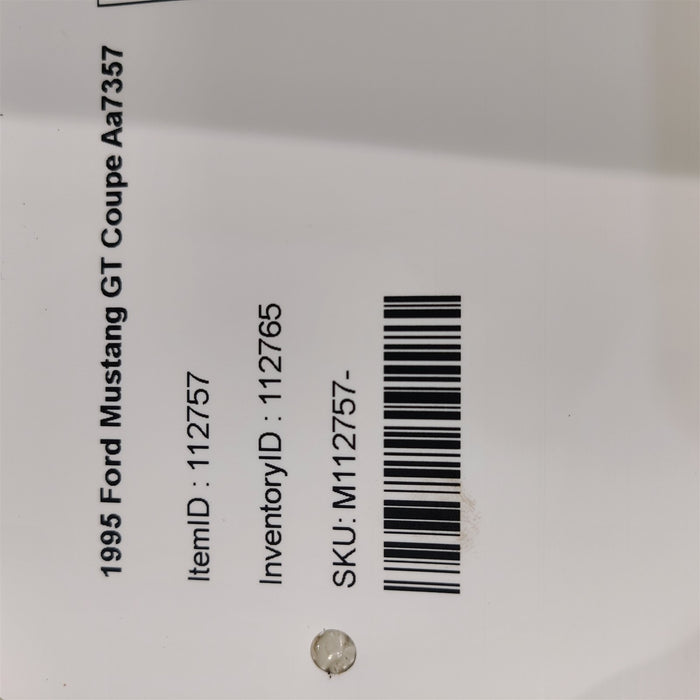 1995 Ford Mustang GT Coupe Aa7357
ItemID : 112757
InventoryID : 112765
SKU: M112757-